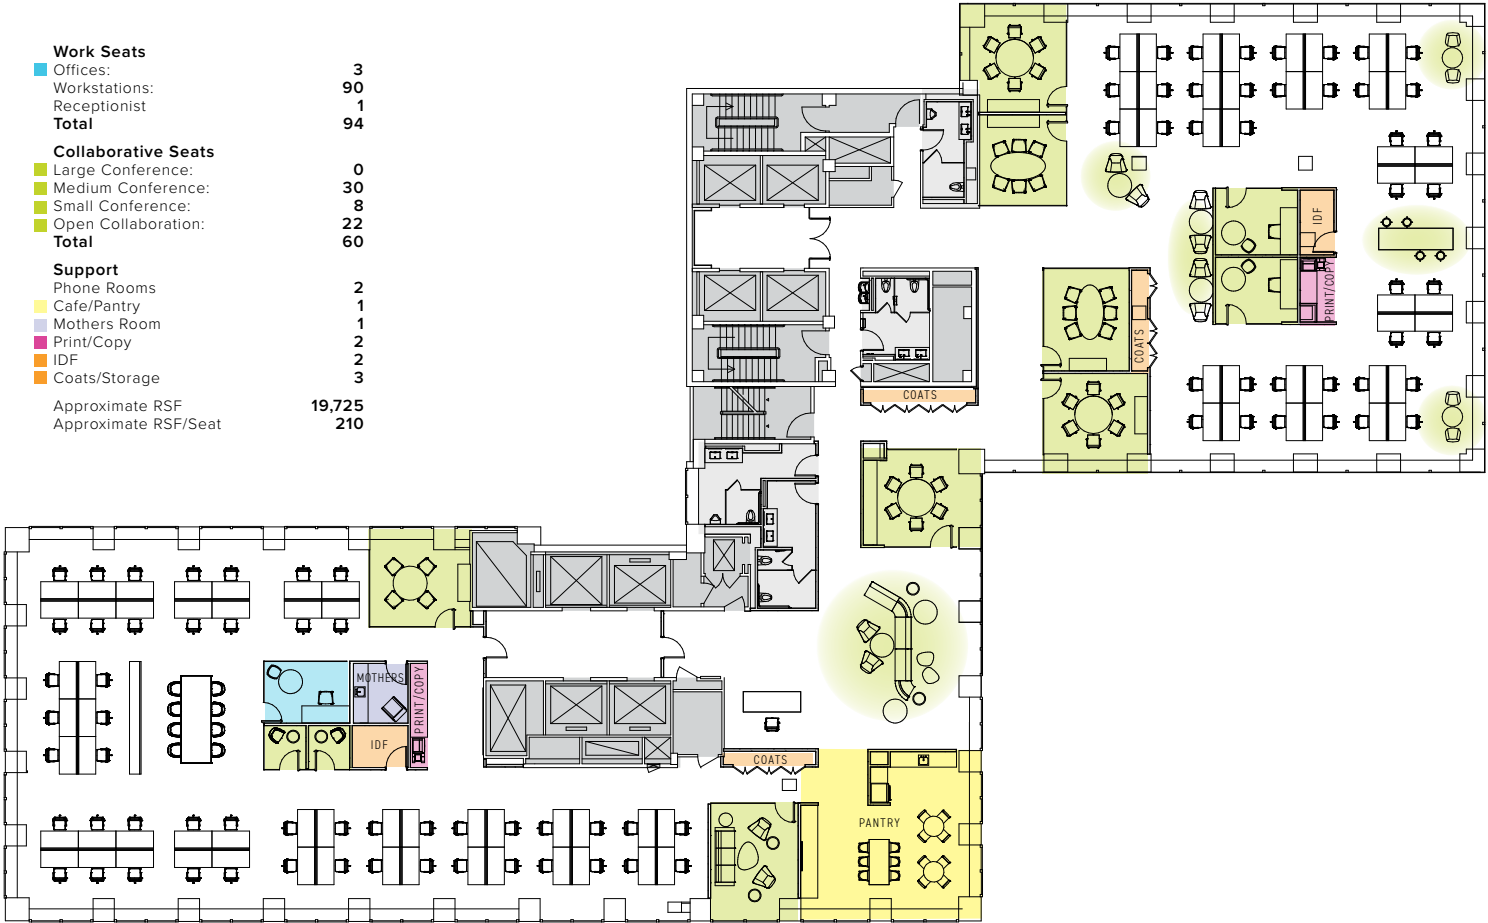 Work Seats
Offices: 3
Workstations: 90
Receptionist 1
Total 94
Collaborative Seats
Large Conference: 0
Medium Conference: 30
Small Conference: 8
Open Collaboration: 22
Total 60
Support
Phone Rooms 2
Cafe/Pantry 1
Mothers Room 1
Print/Copy 2
IDF 2
Coats/Storage 3
Approximate RSF 19,725
Approximate RSF/Seat 210
IDF
PRINT/COPY
COATS
COATS
MOTHERS
PRINT/COPY
IDF
COATS
PANTRY